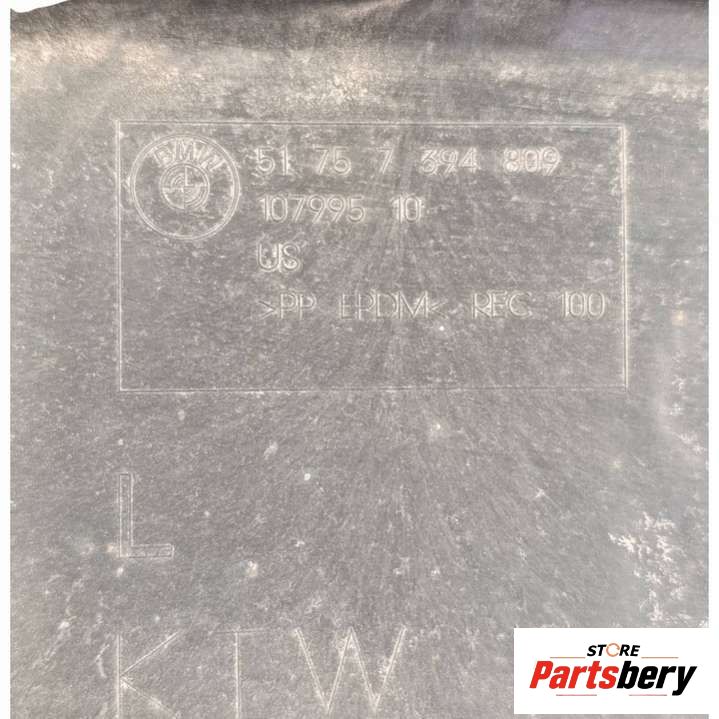 BMW
51 75 7 394 809
107995 10
US
>PP EPDM< REC 100
L
KTW
STORE
Partsbery